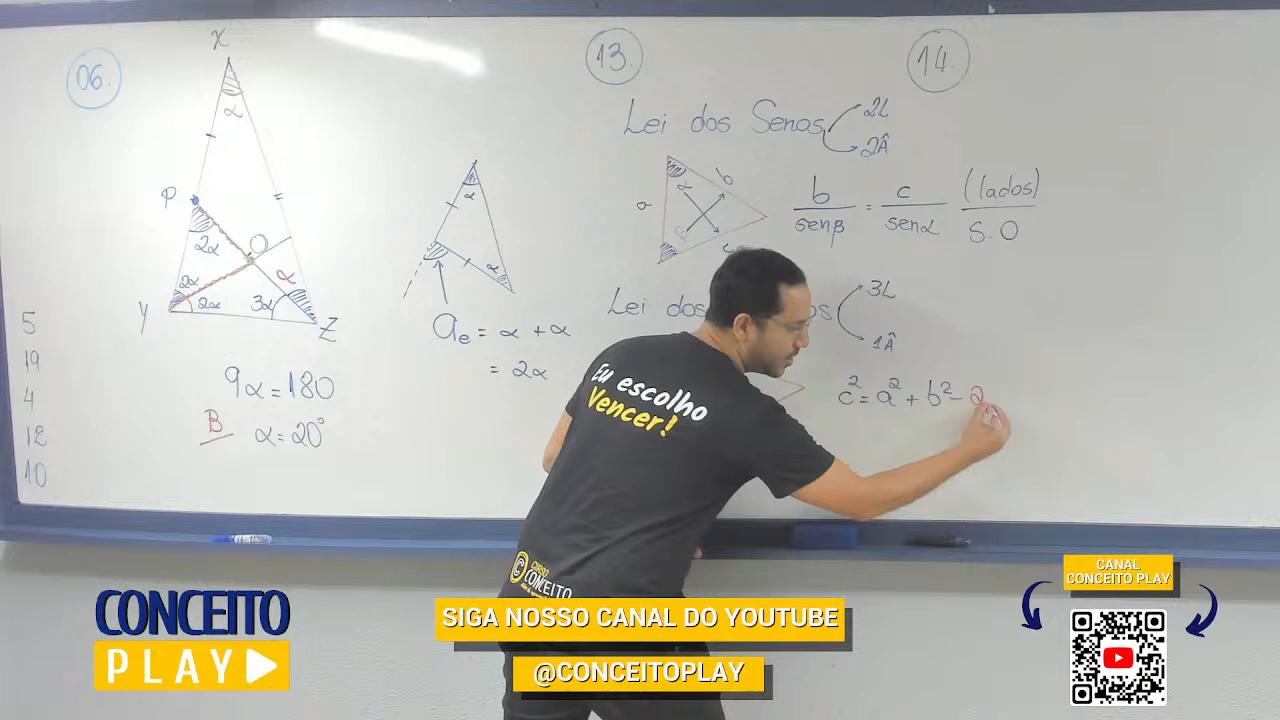 06.
X
α
P
2α
O
2α
2α
3α
α
Y
Z
9α = 180
B
α = 20°
5
19
4
12
10
α
α
ae = α + α
= 2α
13.
14.
Lei dos Senos
2L
2Â
a
α
b
β
c
b/senβ = c/senα (lados)/S.O
Lei dos
os
3L
1Â
c² = a² + b² - 2
Eu escolho
Vencer!
CURSO
CONCEITO
CONCEITO
PLAY
SIGA NOSSO CANAL DO YOUTUBE
@CONCEITOPLAY
CANAL
CONCEITO PLAY